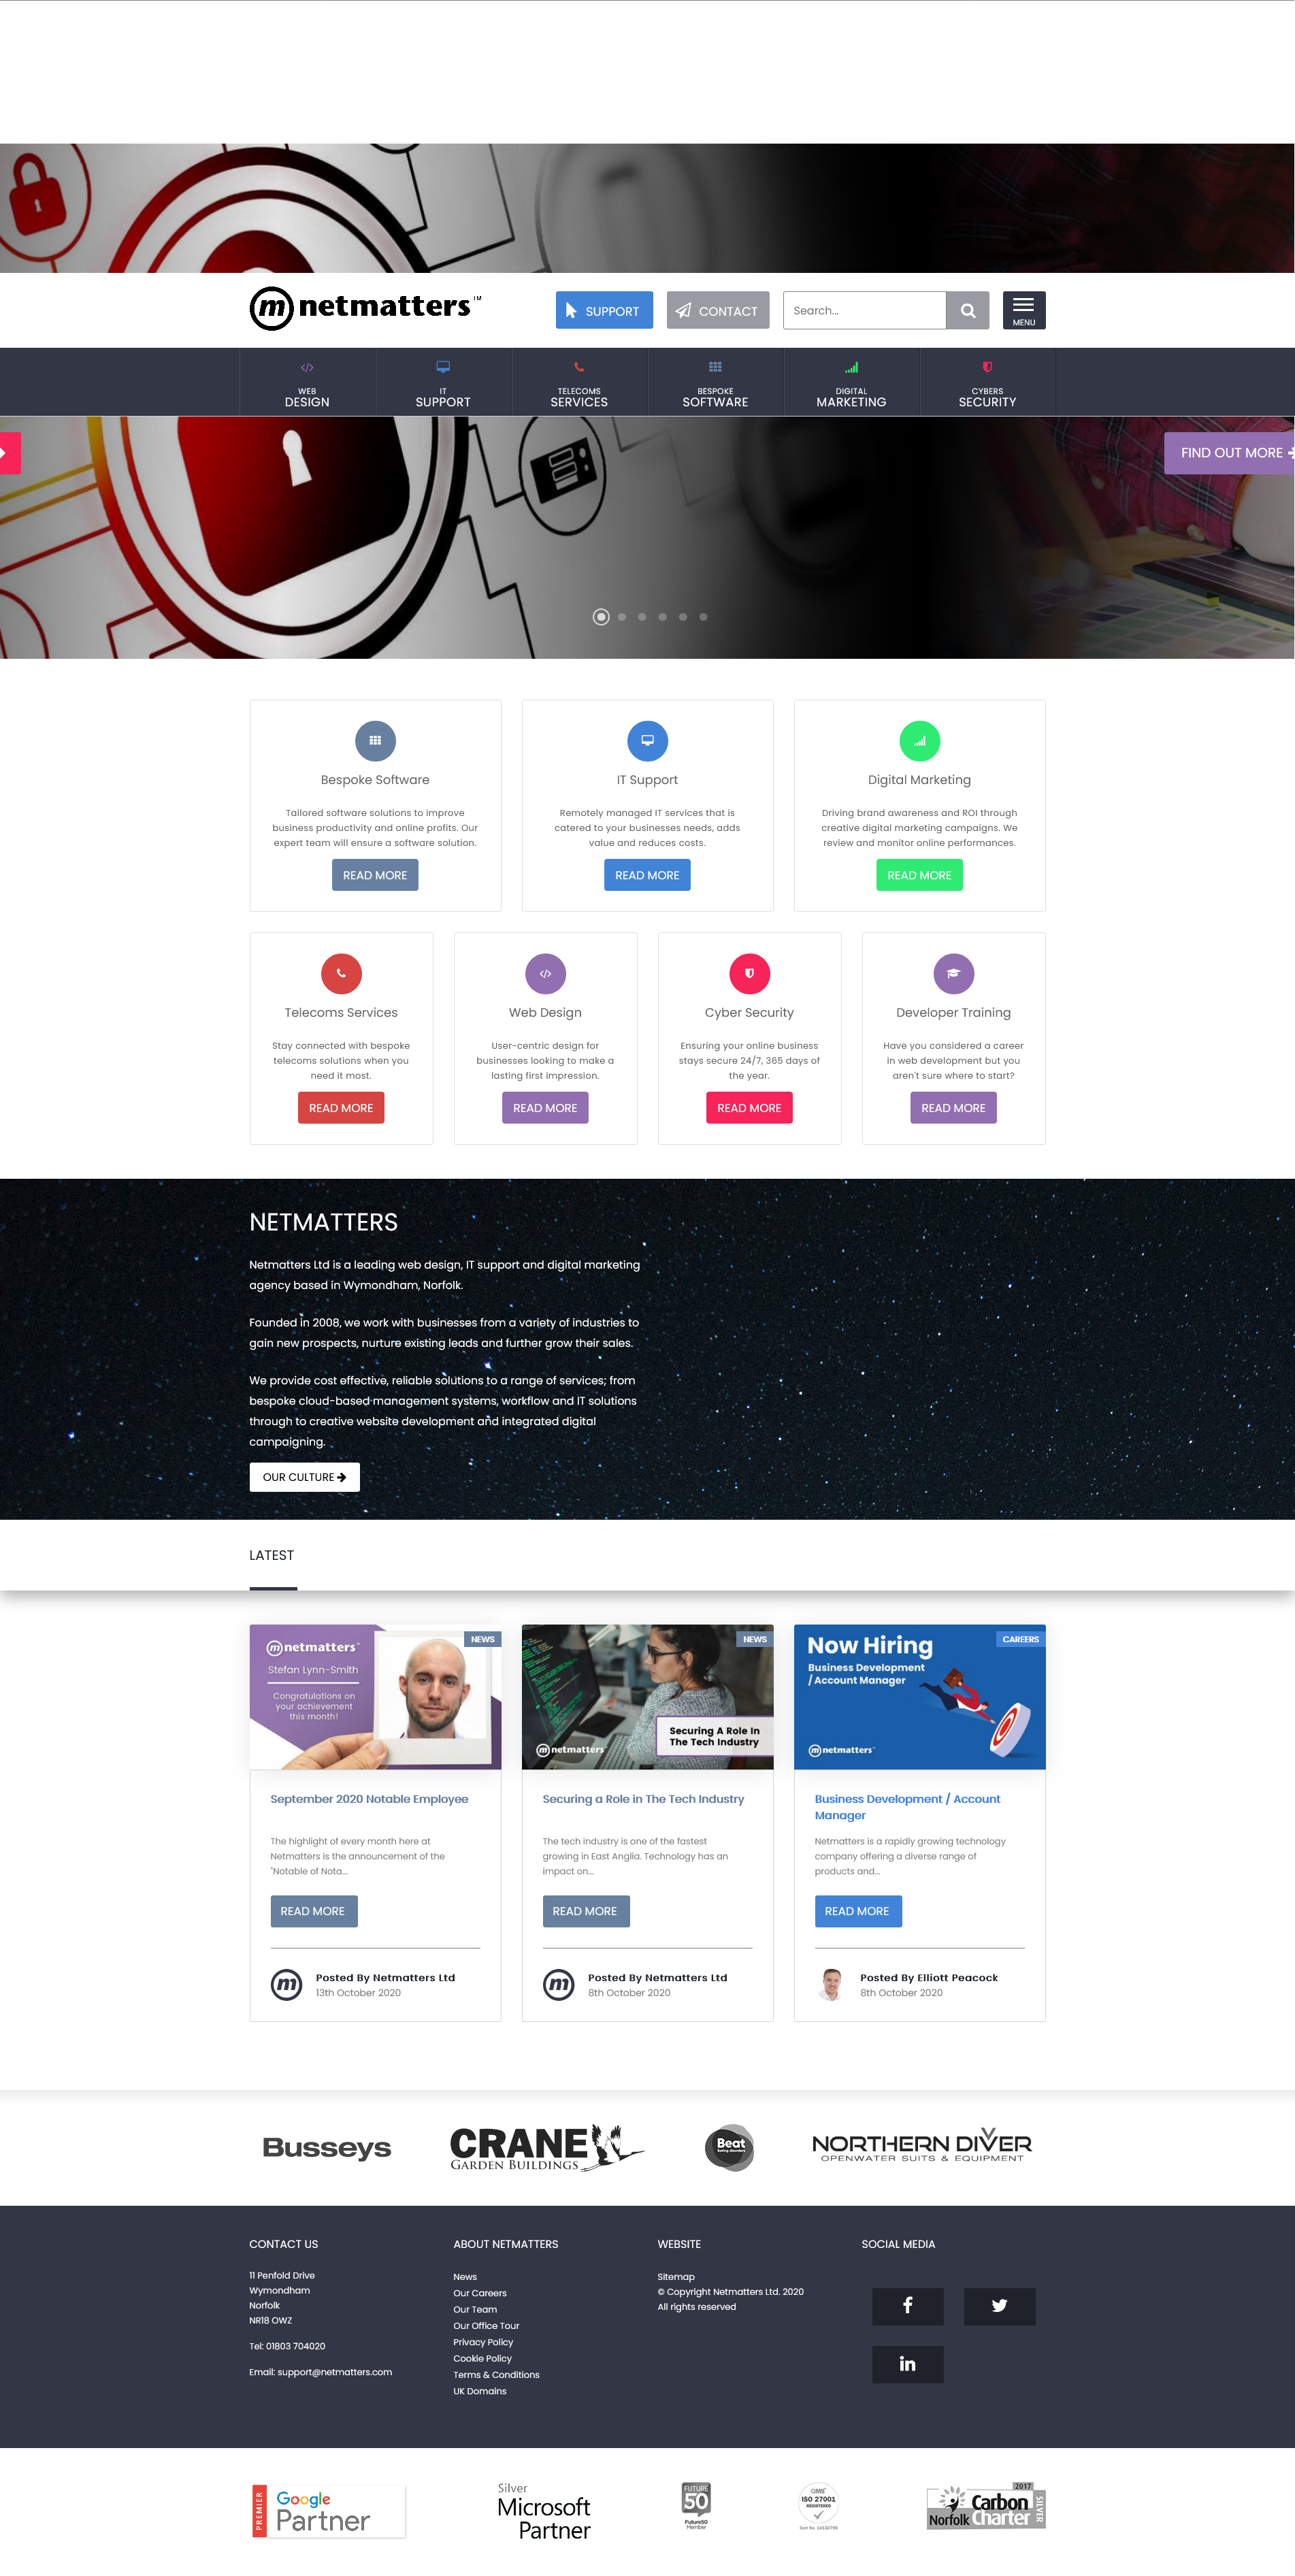 netmatters™
SUPPORT
CONTACT
Search...
MENU
WEB
DESIGN
IT
SUPPORT
TELECOMS
SERVICES
BESPOKE
SOFTWARE
DIGITAL
MARKETING
CYBERS
SECURITY
FIND OUT MORE
Bespoke Software
Tailored software solutions to improve
business productivity and online profits. Our
expert team will ensure a software solution.
READ MORE
IT Support
Remotely managed IT services that is
catered to your businesses needs, adds
value and reduces costs.
READ MORE
Digital Marketing
Driving brand awareness and ROI through
creative digital marketing campaigns. We
review and monitor online performances.
READ MORE
Telecoms Services
Stay connected with bespoke
telecoms solutions when you
need it most.
READ MORE
Web Design
User-centric design for
businesses looking to make a
lasting first impression.
READ MORE
Cyber Security
Ensuring your online business
stays secure 24/7, 365 days of
the year.
READ MORE
Developer Training
Have you considered a career
in web development but you
aren't sure where to start?
READ MORE
NETMATTERS
Netmatters Ltd is a leading web design, IT support and digital marketing
agency based in Wymondham, Norfolk.
Founded in 2008, we work with businesses from a variety of industries to
gain new prospects, nurture existing leads and further grow their sales.
We provide cost effective, reliable solutions to a range of services; from
bespoke cloud-based management systems, workflow and IT solutions
through to creative website development and integrated digital
campaigning.
OUR CULTURE
LATEST
NEWS
netmatters™
Stefan Lynn-Smith
Congratulations on
your achievement
this month!
September 2020 Notable Employee
The highlight of every month here at
Netmatters is the announcement of the
"Notable of Nota...
READ MORE
Posted By Netmatters Ltd
13th October 2020
NEWS
Securing A Role In
The Tech Industry
netmatters™
Securing a Role in The Tech Industry
The tech industry is one of the fastest
growing in East Anglia. Technology has an
impact on...
READ MORE
Posted By Netmatters Ltd
8th October 2020
CAREERS
Now Hiring
Business Development
/ Account Manager
netmatters™
Business Development / Account
Manager
Netmatters is a rapidly growing technology
company offering a diverse range of
products and...
READ MORE
Posted By Elliott Peacock
8th October 2020
Busseys
CRANE
GARDEN BUILDINGS
Beat
Eating disorders
NORTHERN DIVER
OPENWATER SUITS & EQUIPMENT
CONTACT US
11 Penfold Drive
Wymondham
Norfolk
NR18 0WZ
Tel: 01803 704020
Email: support@netmatters.com
ABOUT NETMATTERS
News
Our Careers
Our Team
Our Office Tour
Privacy Policy
Cookie Policy
Terms & Conditions
UK Domains
WEBSITE
Sitemap
© Copyright Netmatters Ltd. 2020
All rights reserved
SOCIAL MEDIA
PREMIER
Google
Partner
Silver
Microsoft
Partner
FUTURE
50
Future50
Member
QMS
ISO 27001
REGISTERED
2017
Carbon
Norfolk Charter
SILVER